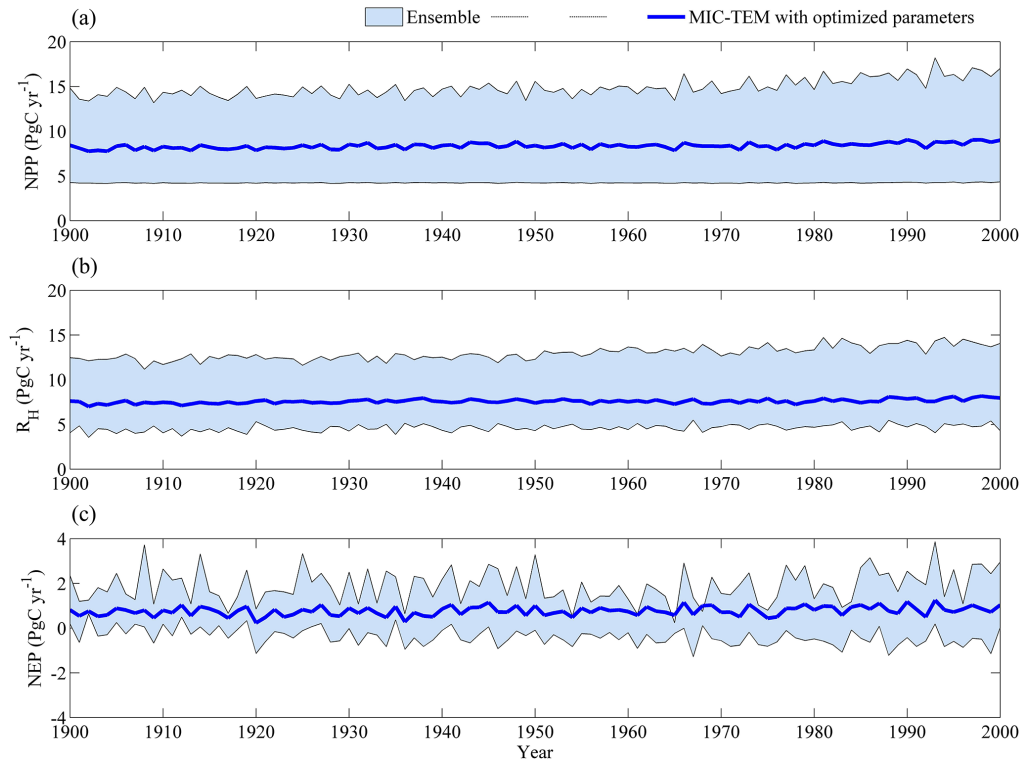 (a)
Ensemble
MIC-TEM with optimized parameters
20
15
10
5
0
NPP (PgC yr-1)
1900 1910 1920 1930 1940 1950 1960 1970 1980 1990 2000
(b)
20
15
10
5
0
RH (PgC yr-1)
1900 1910 1920 1930 1940 1950 1960 1970 1980 1990 2000
(c)
4
2
0
-2
-4
NEP (PgC yr-1)
1900 1910 1920 1930 1940 1950 1960 1970 1980 1990 2000
Year